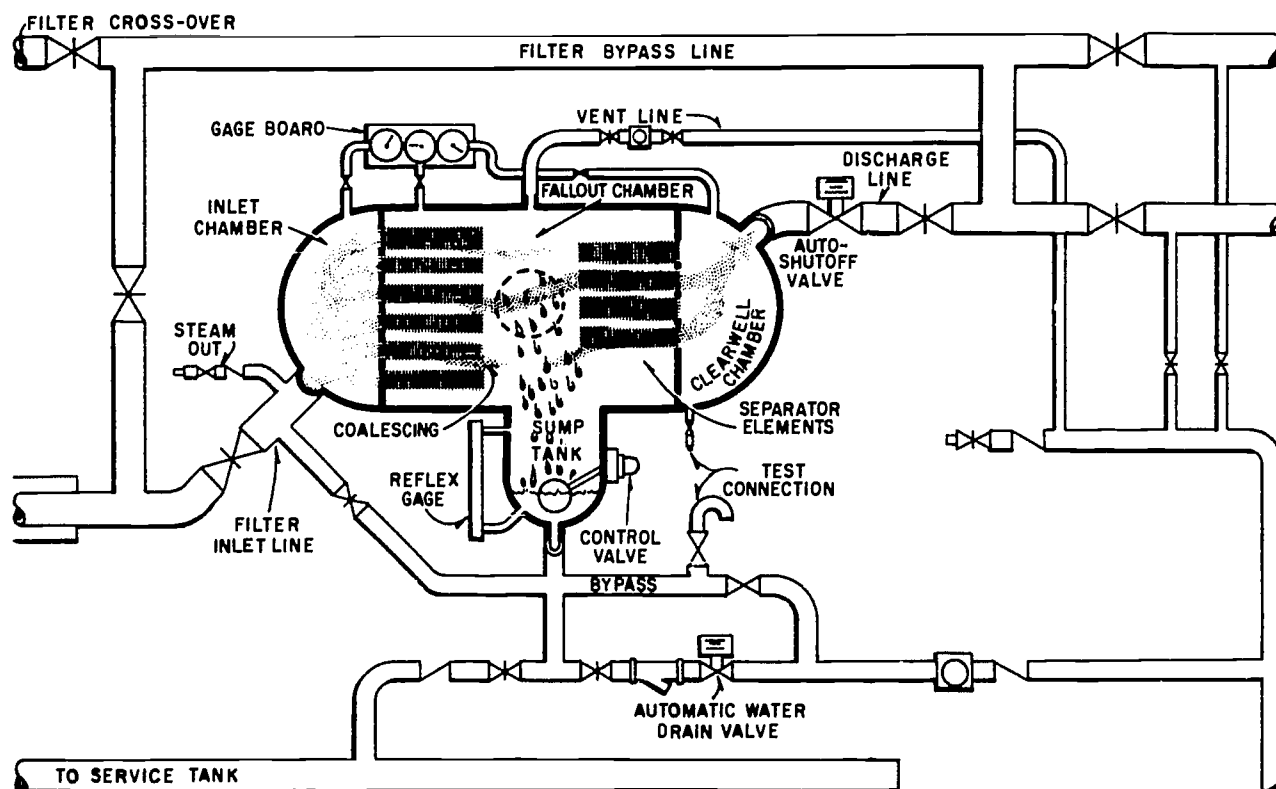 FILTER CROSS-OVER
FILTER BYPASS LINE
GAGE BOARD
VENT LINE
DISCHARGE
LINE
INLET
CHAMBER
FALLOUT CHAMBER
AUTO-
SHUTOFF
VALVE
STEAM
OUT
CLEARWELL
CHAMBER
COALESCING
SUMP
TANK
SEPARATOR
ELEMENTS
REFLEX
GAGE
TEST
CONNECTION
FILTER
INLET LINE
CONTROL
VALVE
BYPASS
AUTOMATIC WATER
DRAIN VALVE
TO SERVICE TANK